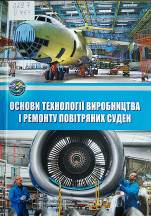 ОСНОВИ ТЕХНОЛОГІЇ ВИРОБНИЦТВА
І РЕМОНТУ ПОВІТРЯНИХ СУДЕН